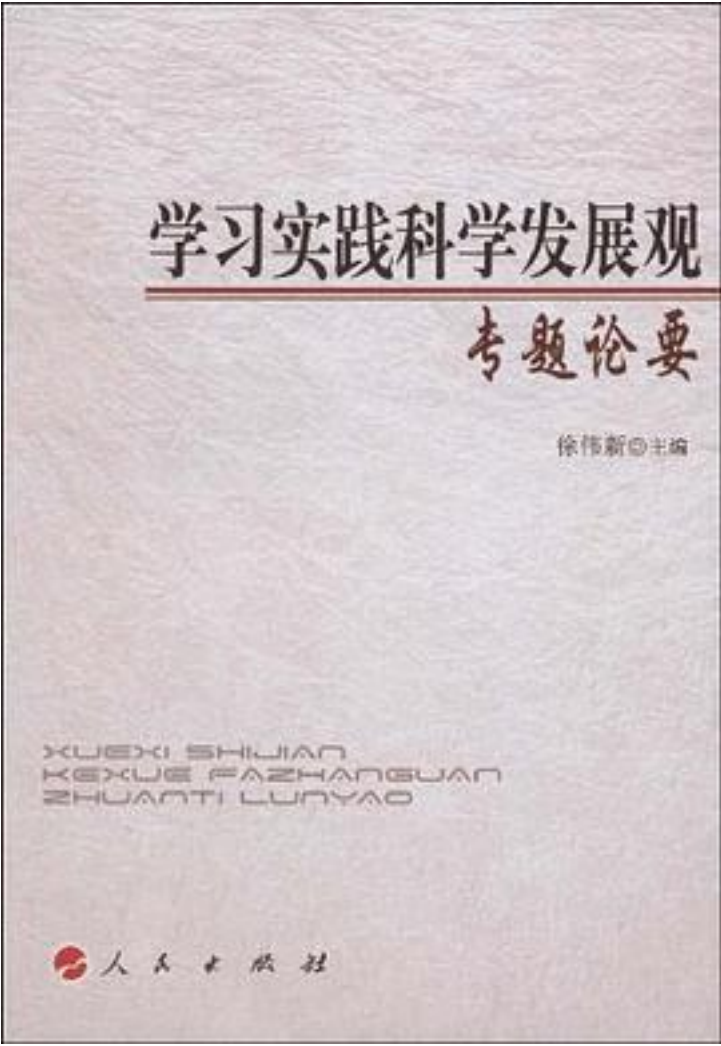 学习实践科学发展观
专题论要
徐伟新◎主编
XUEXI SHIJIAN
KEXUE FAZHANGUAN
ZHUANTI LUNYAO
人民出版社